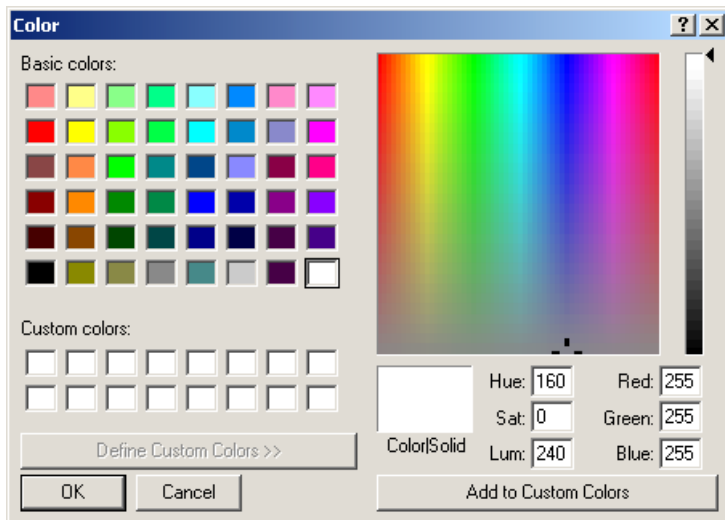 Color
Basic colors:
Custom colors:
Define Custom Colors >>
OK Cancel
Color|Solid
Hue: 160 Red: 255
Sat: 0 Green: 255
Lum: 240 Blue: 255
Add to Custom Colors